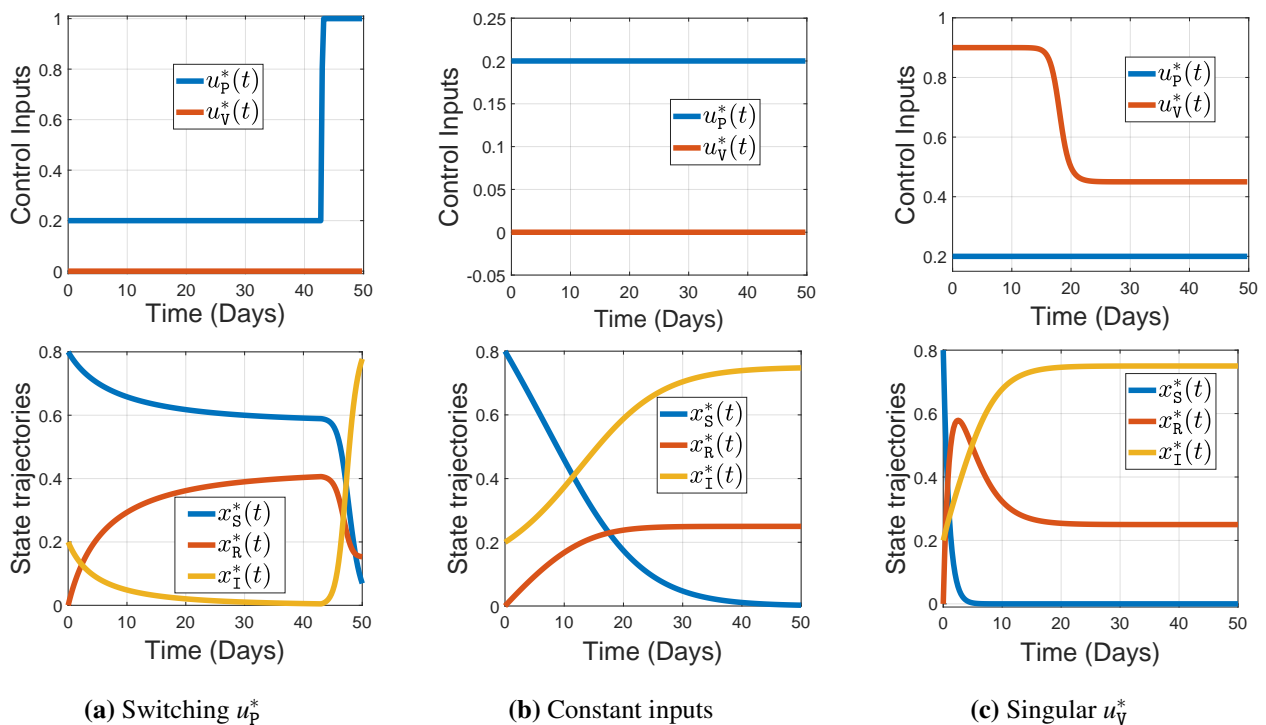 Control Inputs
1
0.8
0.6
0.4
0.2
0
u*P(t)
u*V(t)
0 10 20 30 40 50
Time (Days)
Control Inputs
0.25
0.2
0.15
0.1
0.05
0
-0.05
u*P(t)
u*V(t)
0 10 20 30 40 50
Time (Days)
Control Inputs
1
0.8
0.6
0.4
0.2
u*P(t)
u*V(t)
0 10 20 30 40 50
Time (Days)
State trajectories
0.8
0.6
0.4
0.2
0
x*S(t)
x*R(t)
x*I(t)
0 10 20 30 40 50
Time (Days)
State trajectories
0.8
0.6
0.4
0.2
0
x*S(t)
x*R(t)
x*I(t)
0 10 20 30 40 50
Time (Days)
State trajectories
0.8
0.6
0.4
0.2
0
x*S(t)
x*R(t)
x*I(t)
0 10 20 30 40 50
Time (Days)
(a) Switching u*P
(b) Constant inputs
(c) Singular u*V